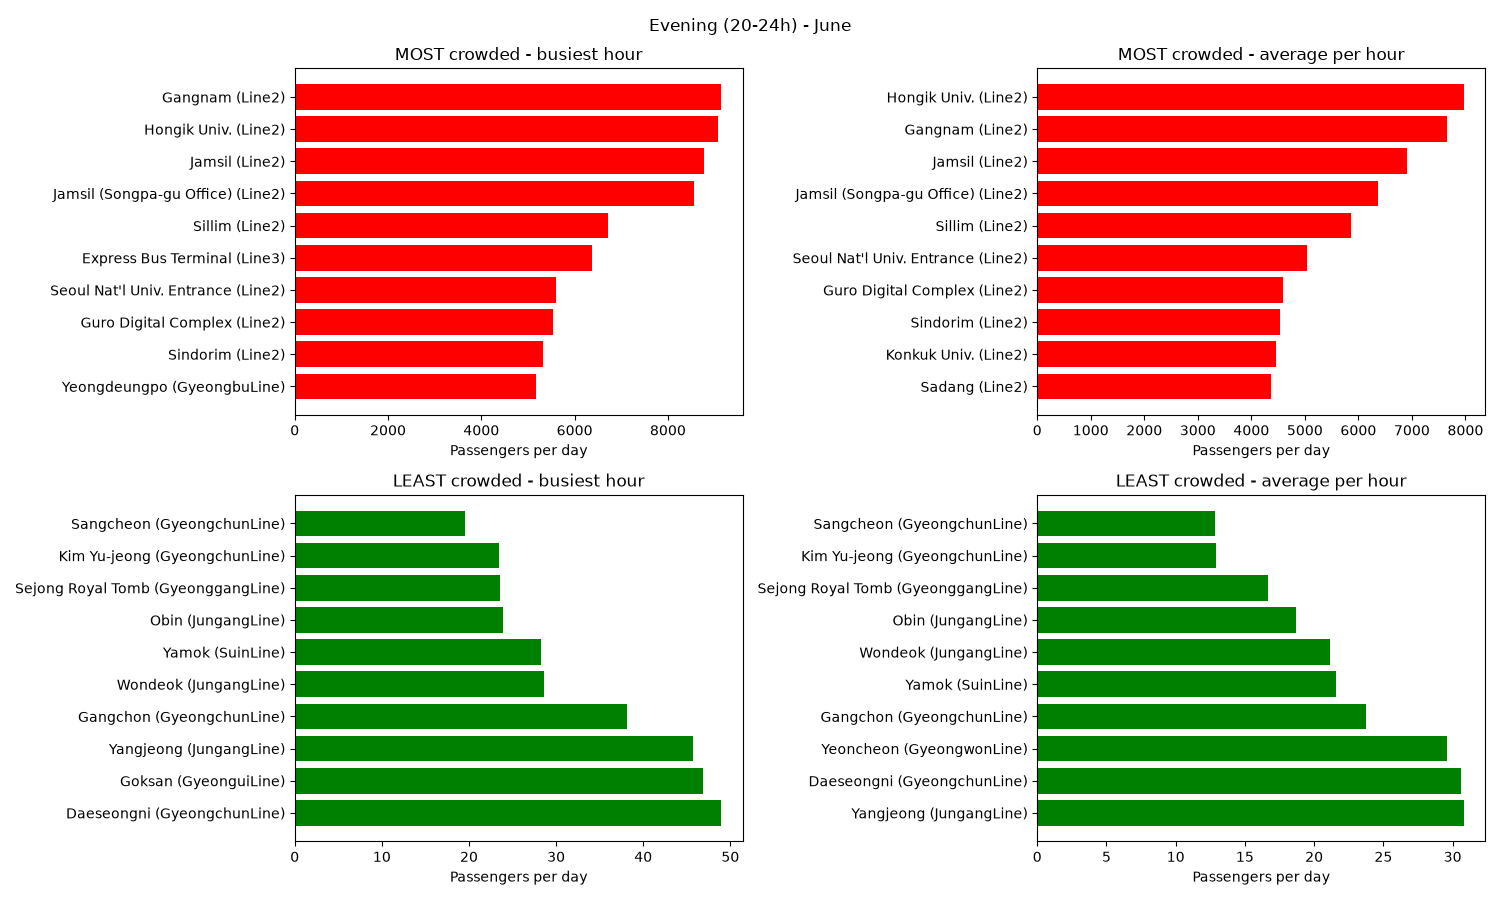 Evening (20-24h) - June
MOST crowded - busiest hour
Gangnam (Line2)
Hongik Univ. (Line2)
Jamsil (Line2)
Jamsil (Songpa-gu Office) (Line2)
Sillim (Line2)
Express Bus Terminal (Line3)
Seoul Nat'l Univ. Entrance (Line2)
Guro Digital Complex (Line2)
Sindorim (Line2)
Yeongdeungpo (GyeongbuLine)
0 2000 4000 6000 8000
Passengers per day
MOST crowded - average per hour
Hongik Univ. (Line2)
Gangnam (Line2)
Jamsil (Line2)
Jamsil (Songpa-gu Office) (Line2)
Sillim (Line2)
Seoul Nat'l Univ. Entrance (Line2)
Guro Digital Complex (Line2)
Sindorim (Line2)
Konkuk Univ. (Line2)
Sadang (Line2)
0 1000 2000 3000 4000 5000 6000 7000 8000
Passengers per day
LEAST crowded - busiest hour
Sangcheon (GyeongchunLine)
Kim Yu-jeong (GyeongchunLine)
Sejong Royal Tomb (GyeonggangLine)
Obin (JungangLine)
Yamok (SuinLine)
Wondeok (JungangLine)
Gangchon (GyeongchunLine)
Yangjeong (JungangLine)
Goksan (GyeonguiLine)
Daeseongni (GyeongchunLine)
0 10 20 30 40 50
Passengers per day
LEAST crowded - average per hour
Sangcheon (GyeongchunLine)
Kim Yu-jeong (GyeongchunLine)
Sejong Royal Tomb (GyeonggangLine)
Obin (JungangLine)
Wondeok (JungangLine)
Yamok (SuinLine)
Gangchon (GyeongchunLine)
Yeoncheon (GyeongwonLine)
Daeseongni (GyeongchunLine)
Yangjeong (JungangLine)
0 5 10 15 20 25 30
Passengers per day